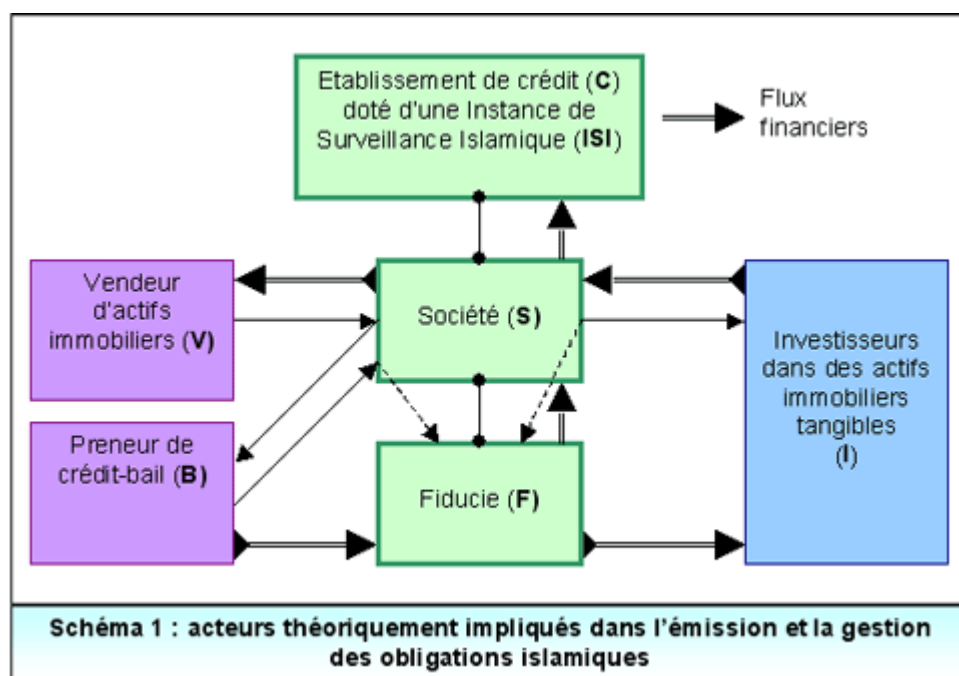 Etablissement de crédit (C)
doté d'une Instance de
Surveillance Islamique (ISI)
Flux
financiers
Vendeur
d'actifs
immobiliers (V)
Société (S)
Investisseurs
dans des actifs
immobiliers
tangibles
(I)
Preneur de
crédit-bail (B)
Fiducie (F)
Schéma 1 : acteurs théoriquement impliqués dans l'émission et la gestion
des obligations islamiques